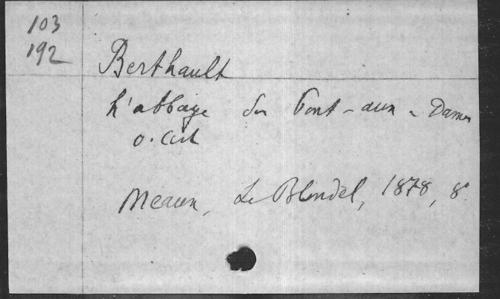 103
192
Berthault
L'abbaye du Pont-aux-Dames
o. cist
Meaux, Le Blondel, 1878, 8°